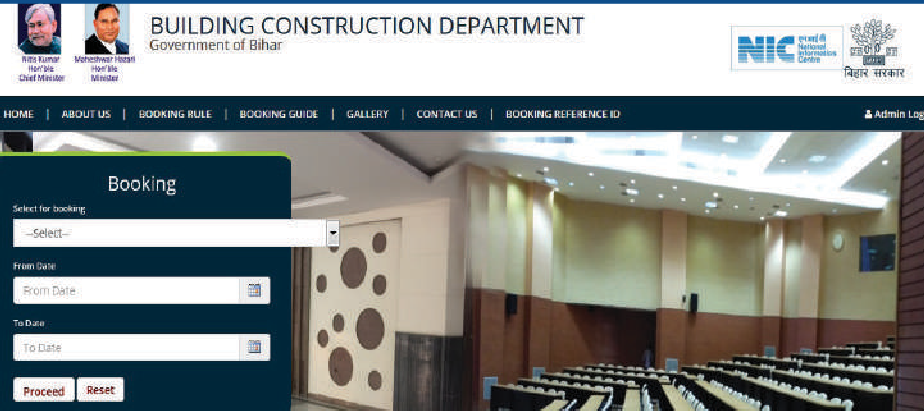 BUILDING CONSTRUCTION DEPARTMENT
Government of Bihar
Nitis Kumar
Hon'ble
Chief Minister
Maheshwar Hazari
Hon'ble
Minister
NIC
एन आई सी
National
Informatics
Centre
बिहार सरकार
HOME | ABOUT US | BOOKING RULE | BOOKING GUIDE | GALLERY | CONTACT US | BOOKING REFERENCE ID
Admin Log
Booking
Select for booking
--Select--
From Date
From Date
To Date
To Date
Proceed Reset